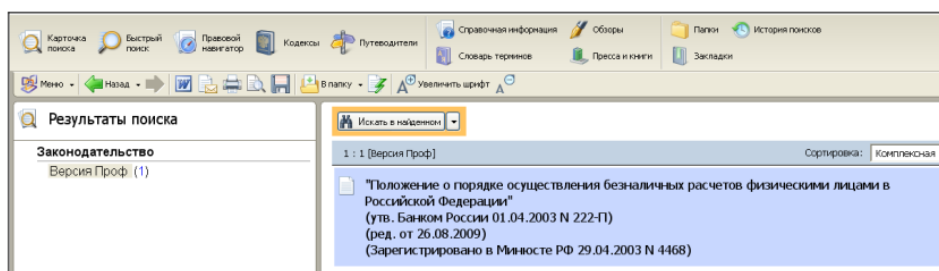 Карточка поиска
Быстрый поиск
Правовой навигатор
Кодексы
Путеводители
Справочная информация
Словарь терминов
Обзоры
Пресса и книги
Папки
Закладки
История поисков
Меню
Назад
В папку
Увеличить шрифт
Результаты поиска
Искать в найденном
Законодательство
Версия Проф (1)
1 : 1 [Версия Проф]
Сортировка: Комплексная
"Положение о порядке осуществления безналичных расчетов физическими лицами в
Российской Федерации"
(утв. Банком России 01.04.2003 N 222-П)
(ред. от 26.08.2009)
(Зарегистрировано в Минюсте РФ 29.04.2003 N 4468)